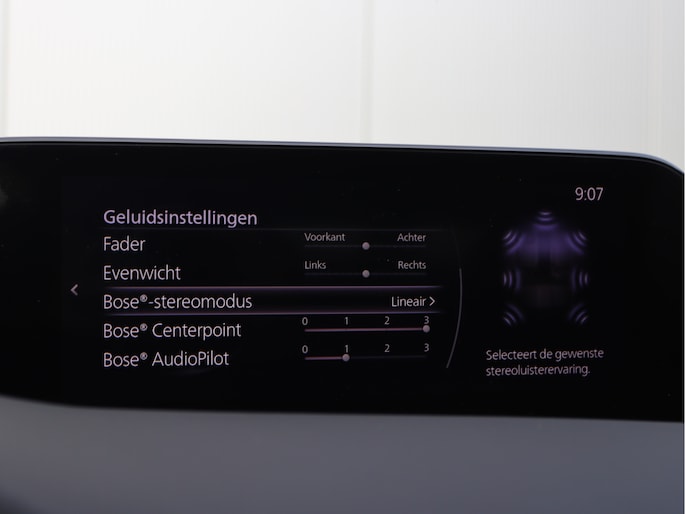 9:07
Geluidsinstellingen
Fader Voorkant Achter
Evenwicht Links Rechts
Bose®-stereomodus Lineair >
Bose® Centerpoint 0 1 2 3
Bose® AudioPilot 0 1 2 3
Selecteert de gewenste
stereoluisterervaring.